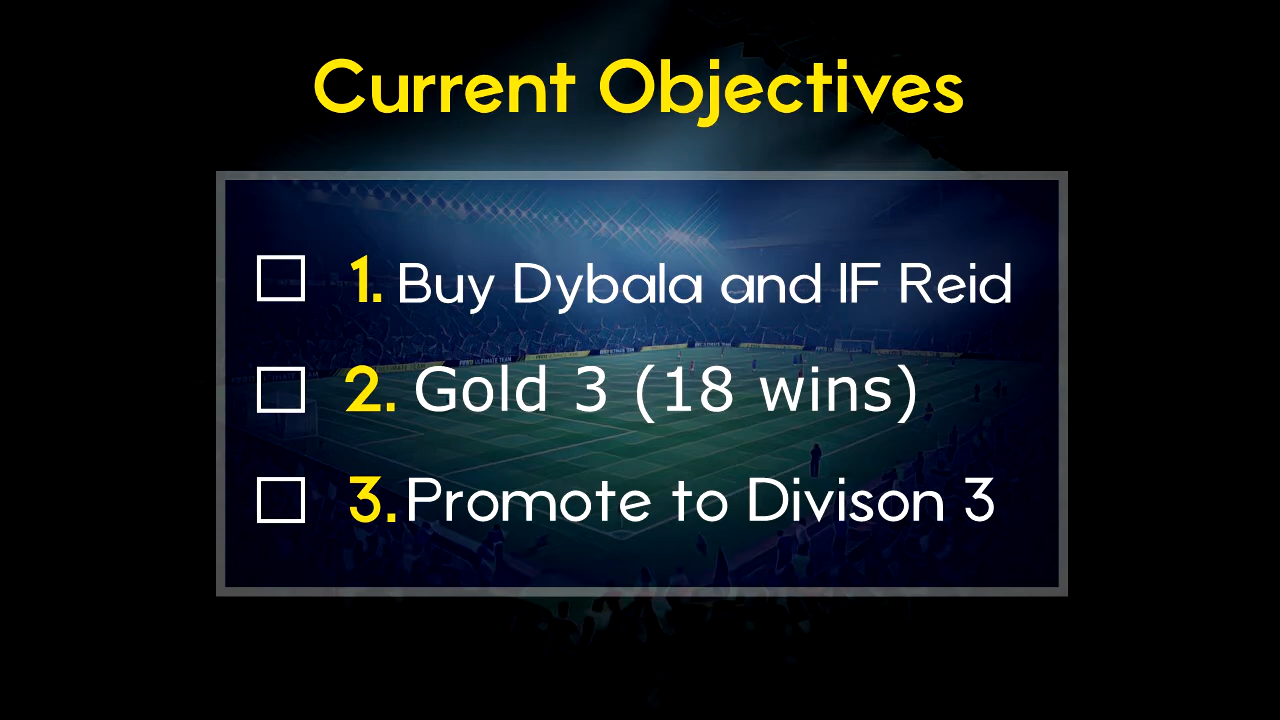 Current Objectives
1. Buy Dybala and IF Reid
2. Gold 3 (18 wins)
3. Promote to Divison 3